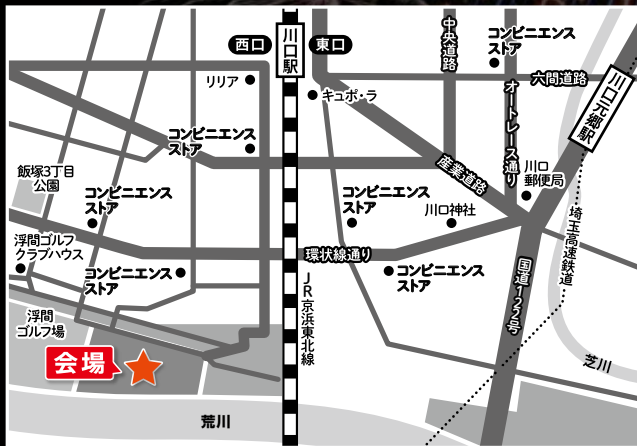 西口
川口駅
東口
中央道路
コンビニエンス
ストア
リリア
キュポ・ラ
六間道路
オートレース通り
川口元郷駅
コンビニエンス
ストア
産業道路
川口
郵便局
飯塚3丁目
公園
コンビニエンス
ストア
コンビニエンス
ストア
川口神社
埼玉高速鉄道
浮間ゴルフ
クラブハウス
環状線通り
コンビニエンス
ストア
コンビニエンス
ストア
国道122号
JR京浜東北線
浮間
ゴルフ場
会場
芝川
荒川